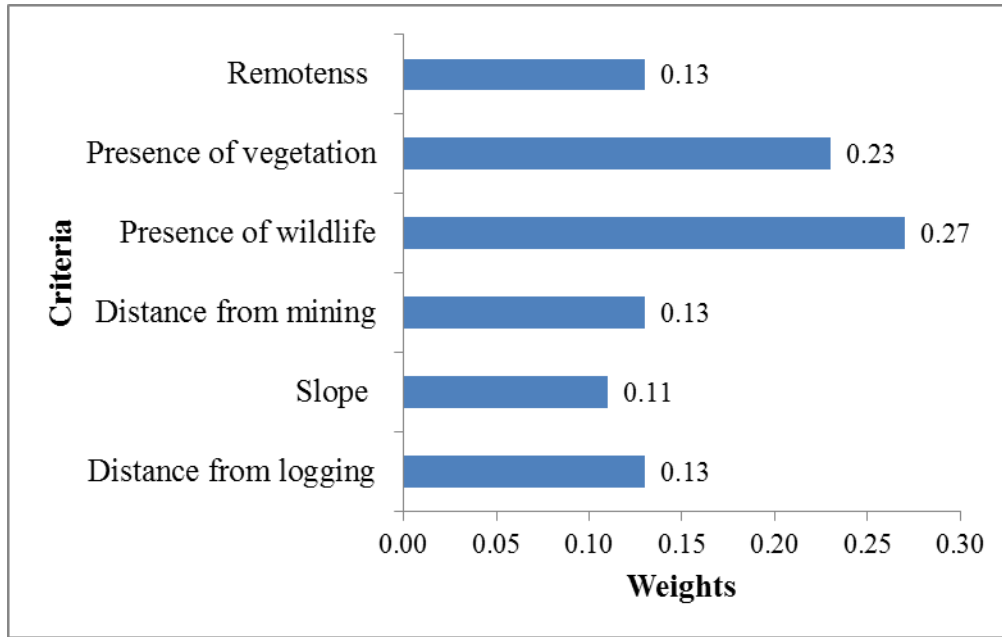 Remotenss
0.13
Presence of vegetation
0.23
Presence of wildlife
0.27
Distance from mining
0.13
Slope
0.11
Distance from logging
0.13
Criteria
0.00 0.05 0.10 0.15 0.20 0.25 0.30
Weights